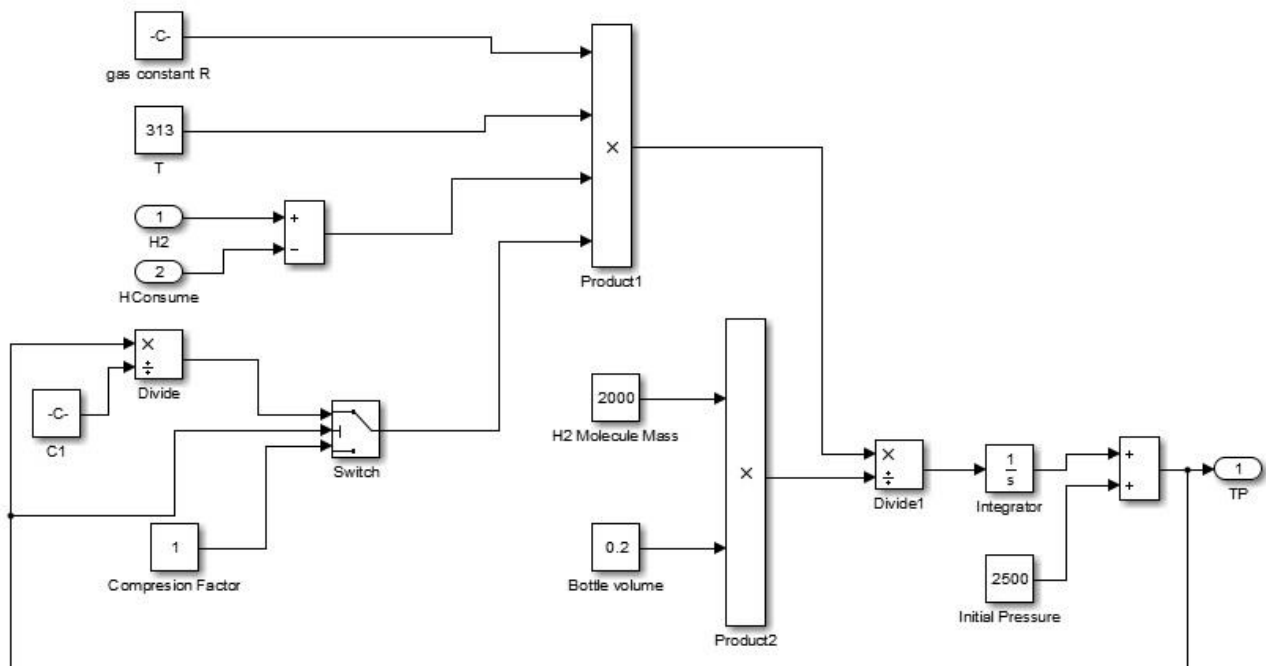 -C-
gas constant R
313
T
×
Product1
1
H2
+
−
2
HConsume
×
÷
Divide
-C-
C1
Switch
1
Compresion Factor
2000
H2 Molecule Mass
0.2
Bottle volume
×
Product2
×
÷
Divide1
1
s
Integrator
+
+
2500
Initial Pressure
1
TP